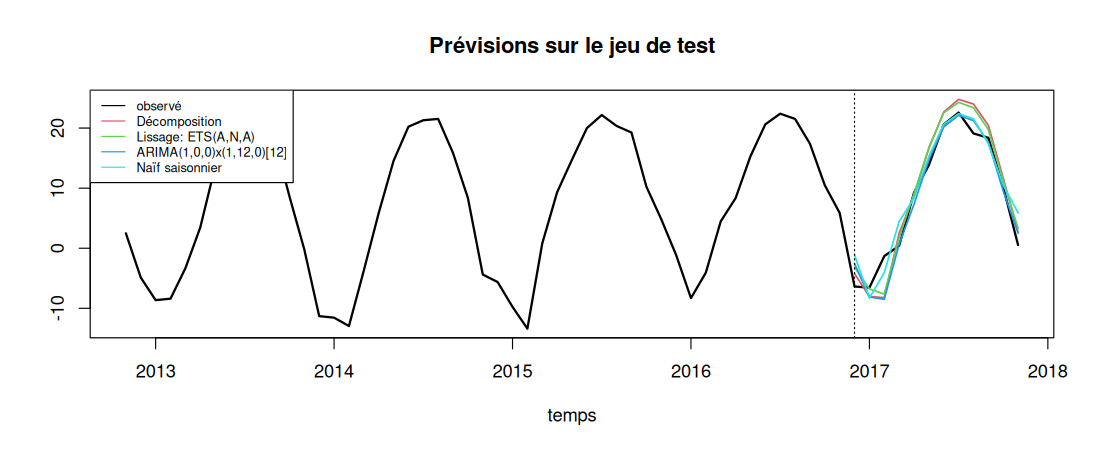 Prévisions sur le jeu de test
observé
Décomposition
Lissage: ETS(A,N,A)
ARIMA(1,0,0)x(1,12,0)[12]
Naïf saisonnier
20
10
0
-10
2013 2014 2015 2016 2017 2018
temps